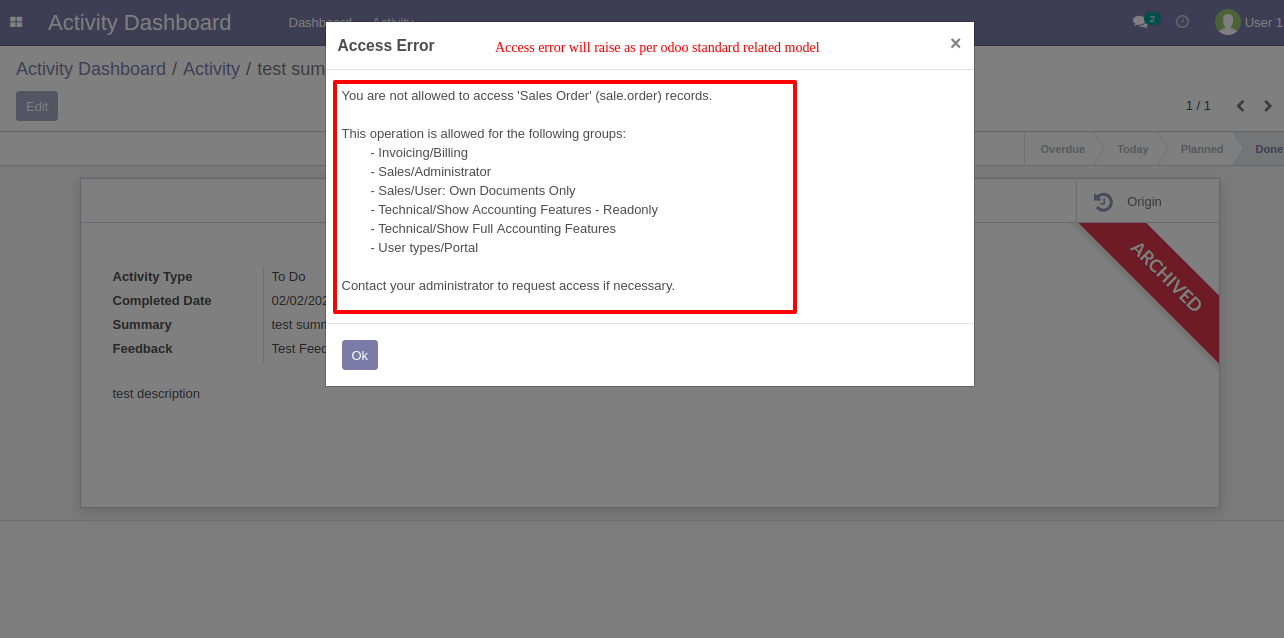 Activity Dashboard
Dashboard Activity
2
User 1
Access Error
Access error will raise as per odoo standard related model
×
Activity Dashboard / Activity / test sum
Edit
1 / 1
You are not allowed to access 'Sales Order' (sale.order) records.
This operation is allowed for the following groups:
- Invoicing/Billing
- Sales/Administrator
- Sales/User: Own Documents Only
- Technical/Show Accounting Features - Readonly
- Technical/Show Full Accounting Features
- User types/Portal
Contact your administrator to request access if necessary.
Ok
Overdue Today Planned Done
Origin
ARCHIVED
Activity Type To Do
Completed Date 02/02/202
Summary test summ
Feedback Test Feed
test description